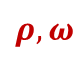 𝝆, 𝝎